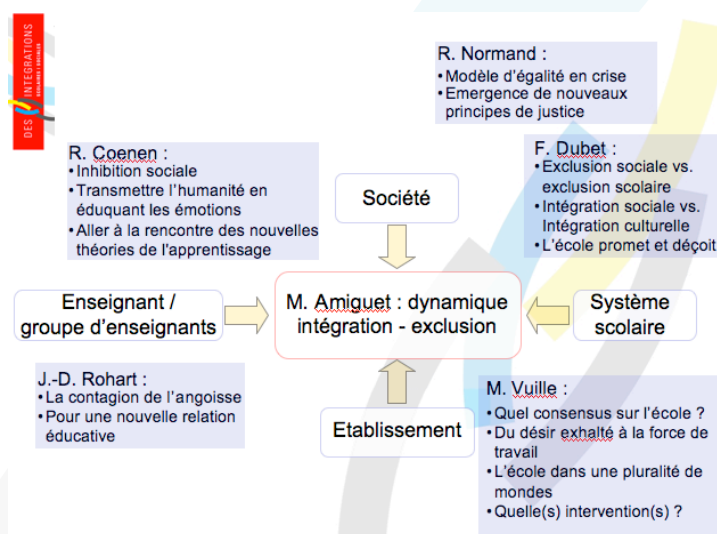 DES INTEGRATIONS
SCOLAIRES & SOCIALES
R. Normand :
• Modèle d'égalité en crise
• Emergence de nouveaux
principes de justice
R. Coenen :
• Inhibition sociale
• Transmettre l'humanité en
éduquant les émotions
• Aller à la rencontre des nouvelles
théories de l'apprentissage
Société
F. Dubet :
• Exclusion sociale vs.
exclusion scolaire
• Intégration sociale vs.
Intégration culturelle
• L'école promet et déçoit
Enseignant /
groupe d'enseignants
M. Amiguet : dynamique
intégration - exclusion
Système
scolaire
J.-D. Rohart :
• La contagion de l'angoisse
• Pour une nouvelle relation
éducative
Etablissement
M. Vuille :
• Quel consensus sur l'école ?
• Du désir exhalté à la force de
travail
• L'école dans une pluralité de
mondes
• Quelle(s) intervention(s) ?